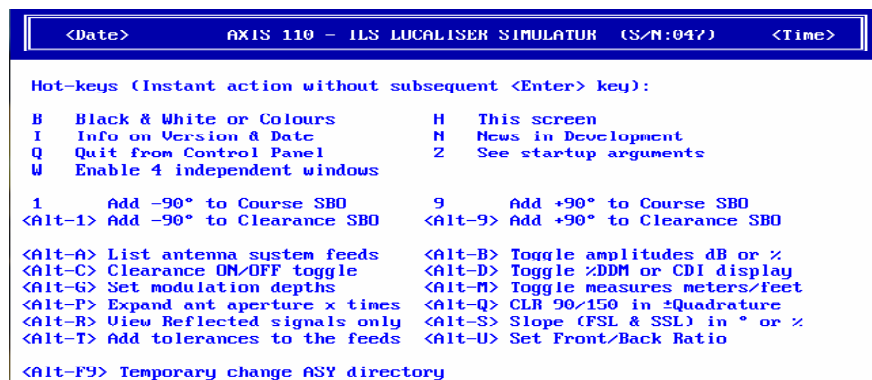 <Date> AXIS 110 - ILS LOCALISER SIMULATOR (S/N:047) <Time>
Hot-keys (Instant action without subsequent <Enter> key):
B Black & White or Colours H This screen
I Info on Version & Date N News in Development
Q Quit from Control Panel Z See startup arguments
W Enable 4 independent windows
1 Add -90° to Course SBO 9 Add +90° to Course SBO
<Alt-1> Add -90° to Clearance SBO <Alt-9> Add +90° to Clearance SBO
<Alt-A> List antenna system feeds <Alt-B> Toggle amplitudes dB or %
<Alt-C> Clearance ON/OFF toggle <Alt-D> Toggle %DDM or CDI display
<Alt-G> Set modulation depths <Alt-M> Toggle measures meters/feet
<Alt-P> Expand ant aperture x times <Alt-Q> CLR 90/150 in ±Quadrature
<Alt-R> View Reflected signals only <Alt-S> Slope (FSL & SSL) in ° or %
<Alt-T> Add tolerances to the feeds <Alt-U> Set Front/Back Ratio
<Alt-F9> Temporary change ASY directory